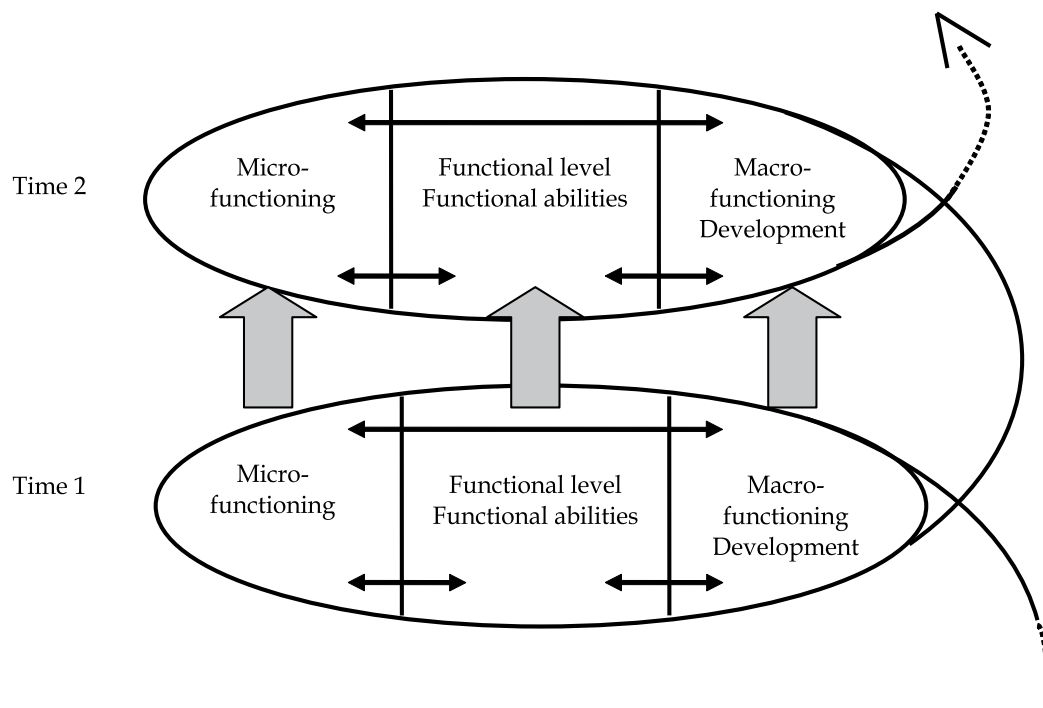 Time 2
Micro-
functioning
Functional level
Functional abilities
Macro-
functioning
Development
Time 1
Micro-
functioning
Functional level
Functional abilities
Macro-
functioning
Development